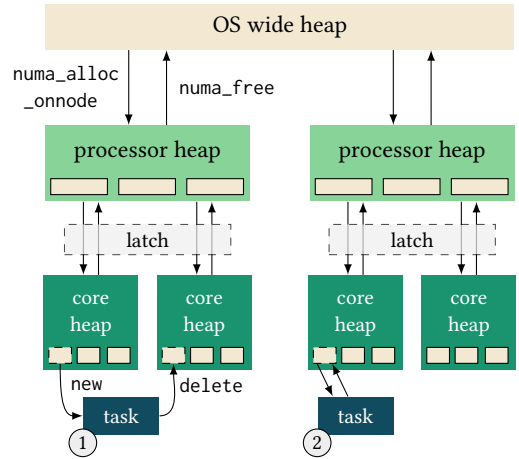 OS wide heap
numa_alloc
_onnode
numa_free
processor heap
processor heap
latch
latch
core
heap
core
heap
core
heap
core
heap
new
delete
task
task
1
2